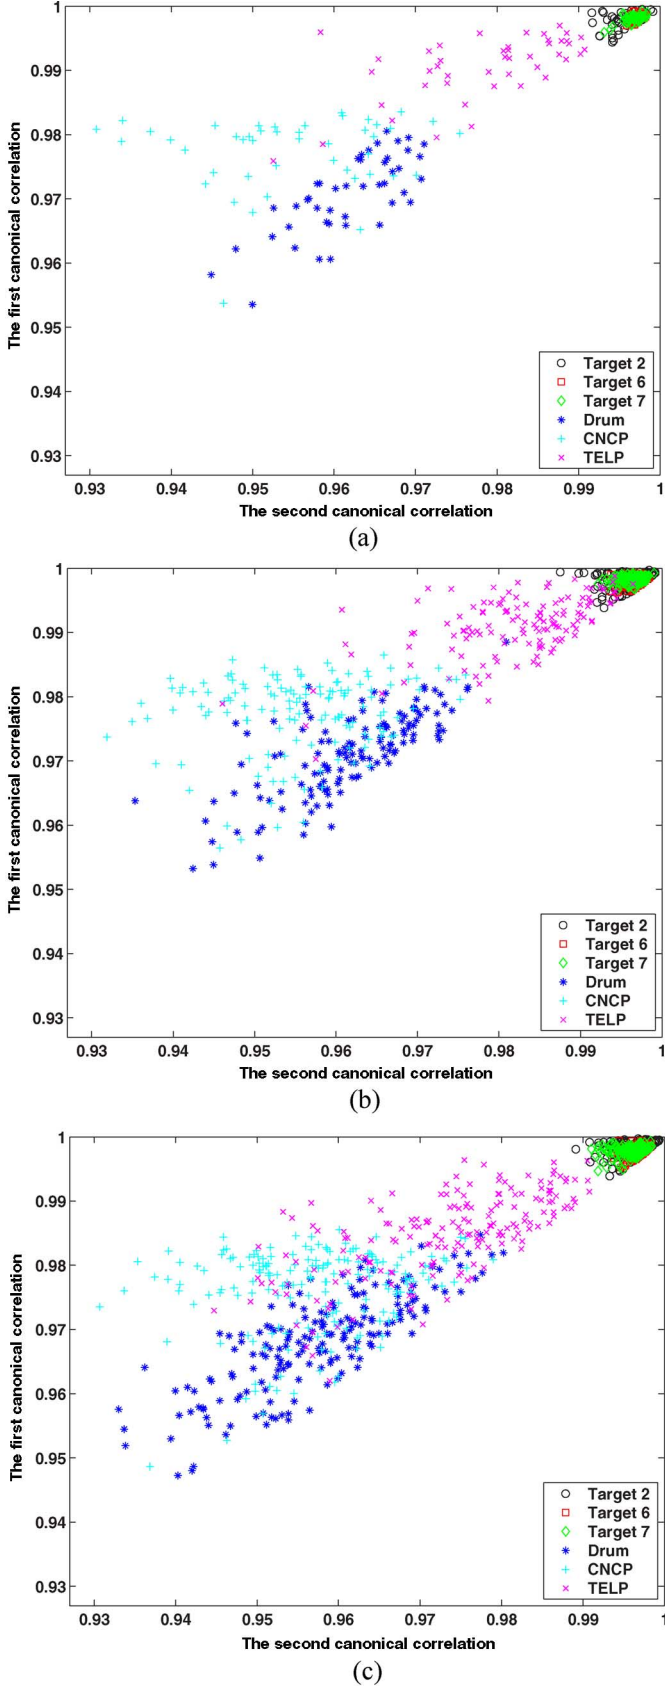 1
0.99
0.98
0.97
0.96
0.95
0.94
0.93
The first canonical correlation
Target 2
Target 6
Target 7
Drum
CNCP
TELP
0.93 0.94 0.95 0.96 0.97 0.98 0.99 1
The second canonical correlation
(a)
1
0.99
0.98
0.97
0.96
0.95
0.94
0.93
The first canonical correlation
Target 2
Target 6
Target 7
Drum
CNCP
TELP
0.93 0.94 0.95 0.96 0.97 0.98 0.99 1
The second canonical correlation
(b)
1
0.99
0.98
0.97
0.96
0.95
0.94
0.93
The first canonical correlation
Target 2
Target 6
Target 7
Drum
CNCP
TELP
0.93 0.94 0.95 0.96 0.97 0.98 0.99 1
The second canonical correlation
(c)